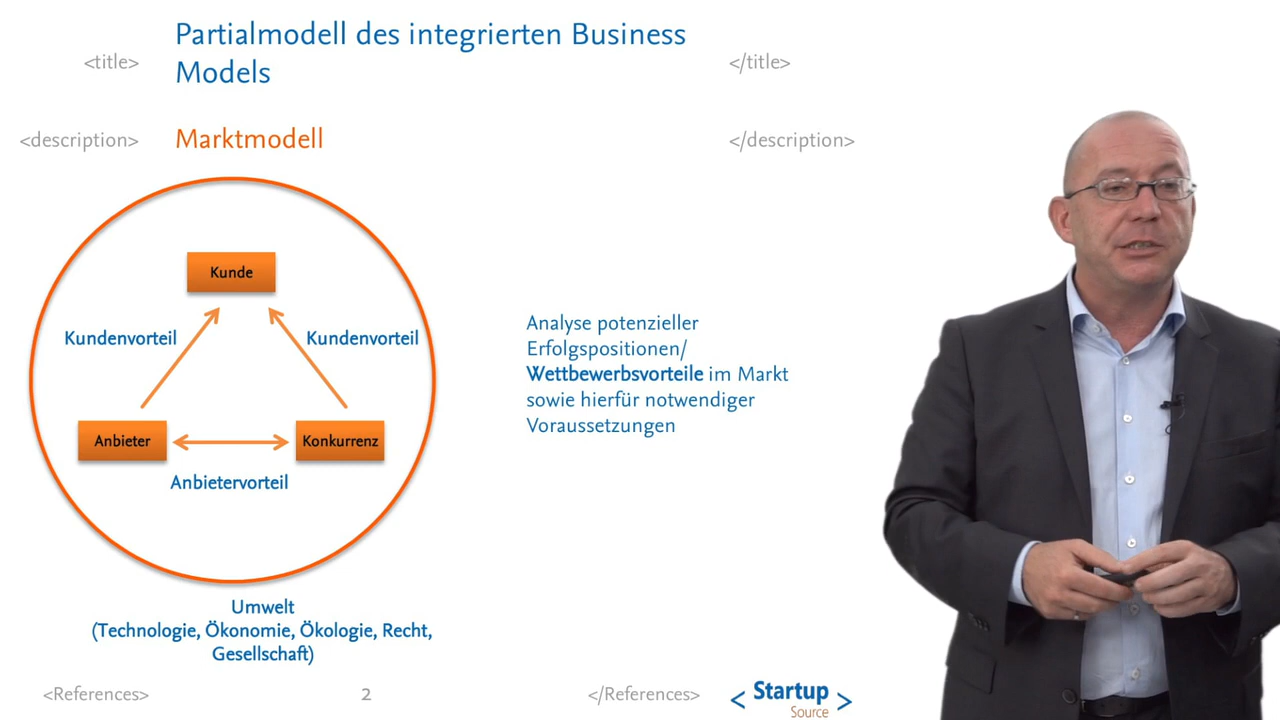 Partialmodell des integrierten Business
<title> </title>
Models
<description> Marktmodell </description>
Kunde
Kundenvorteil Kundenvorteil
Anbieter Konkurrenz
Anbietervorteil
Analyse potenzieller
Erfolgspositionen/
Wettbewerbsvorteile im Markt
sowie hierfür notwendiger
Voraussetzungen
Umwelt
(Technologie, Ökonomie, Ökologie, Recht,
Gesellschaft)
<References> 2 </References>
< Startup >
Source